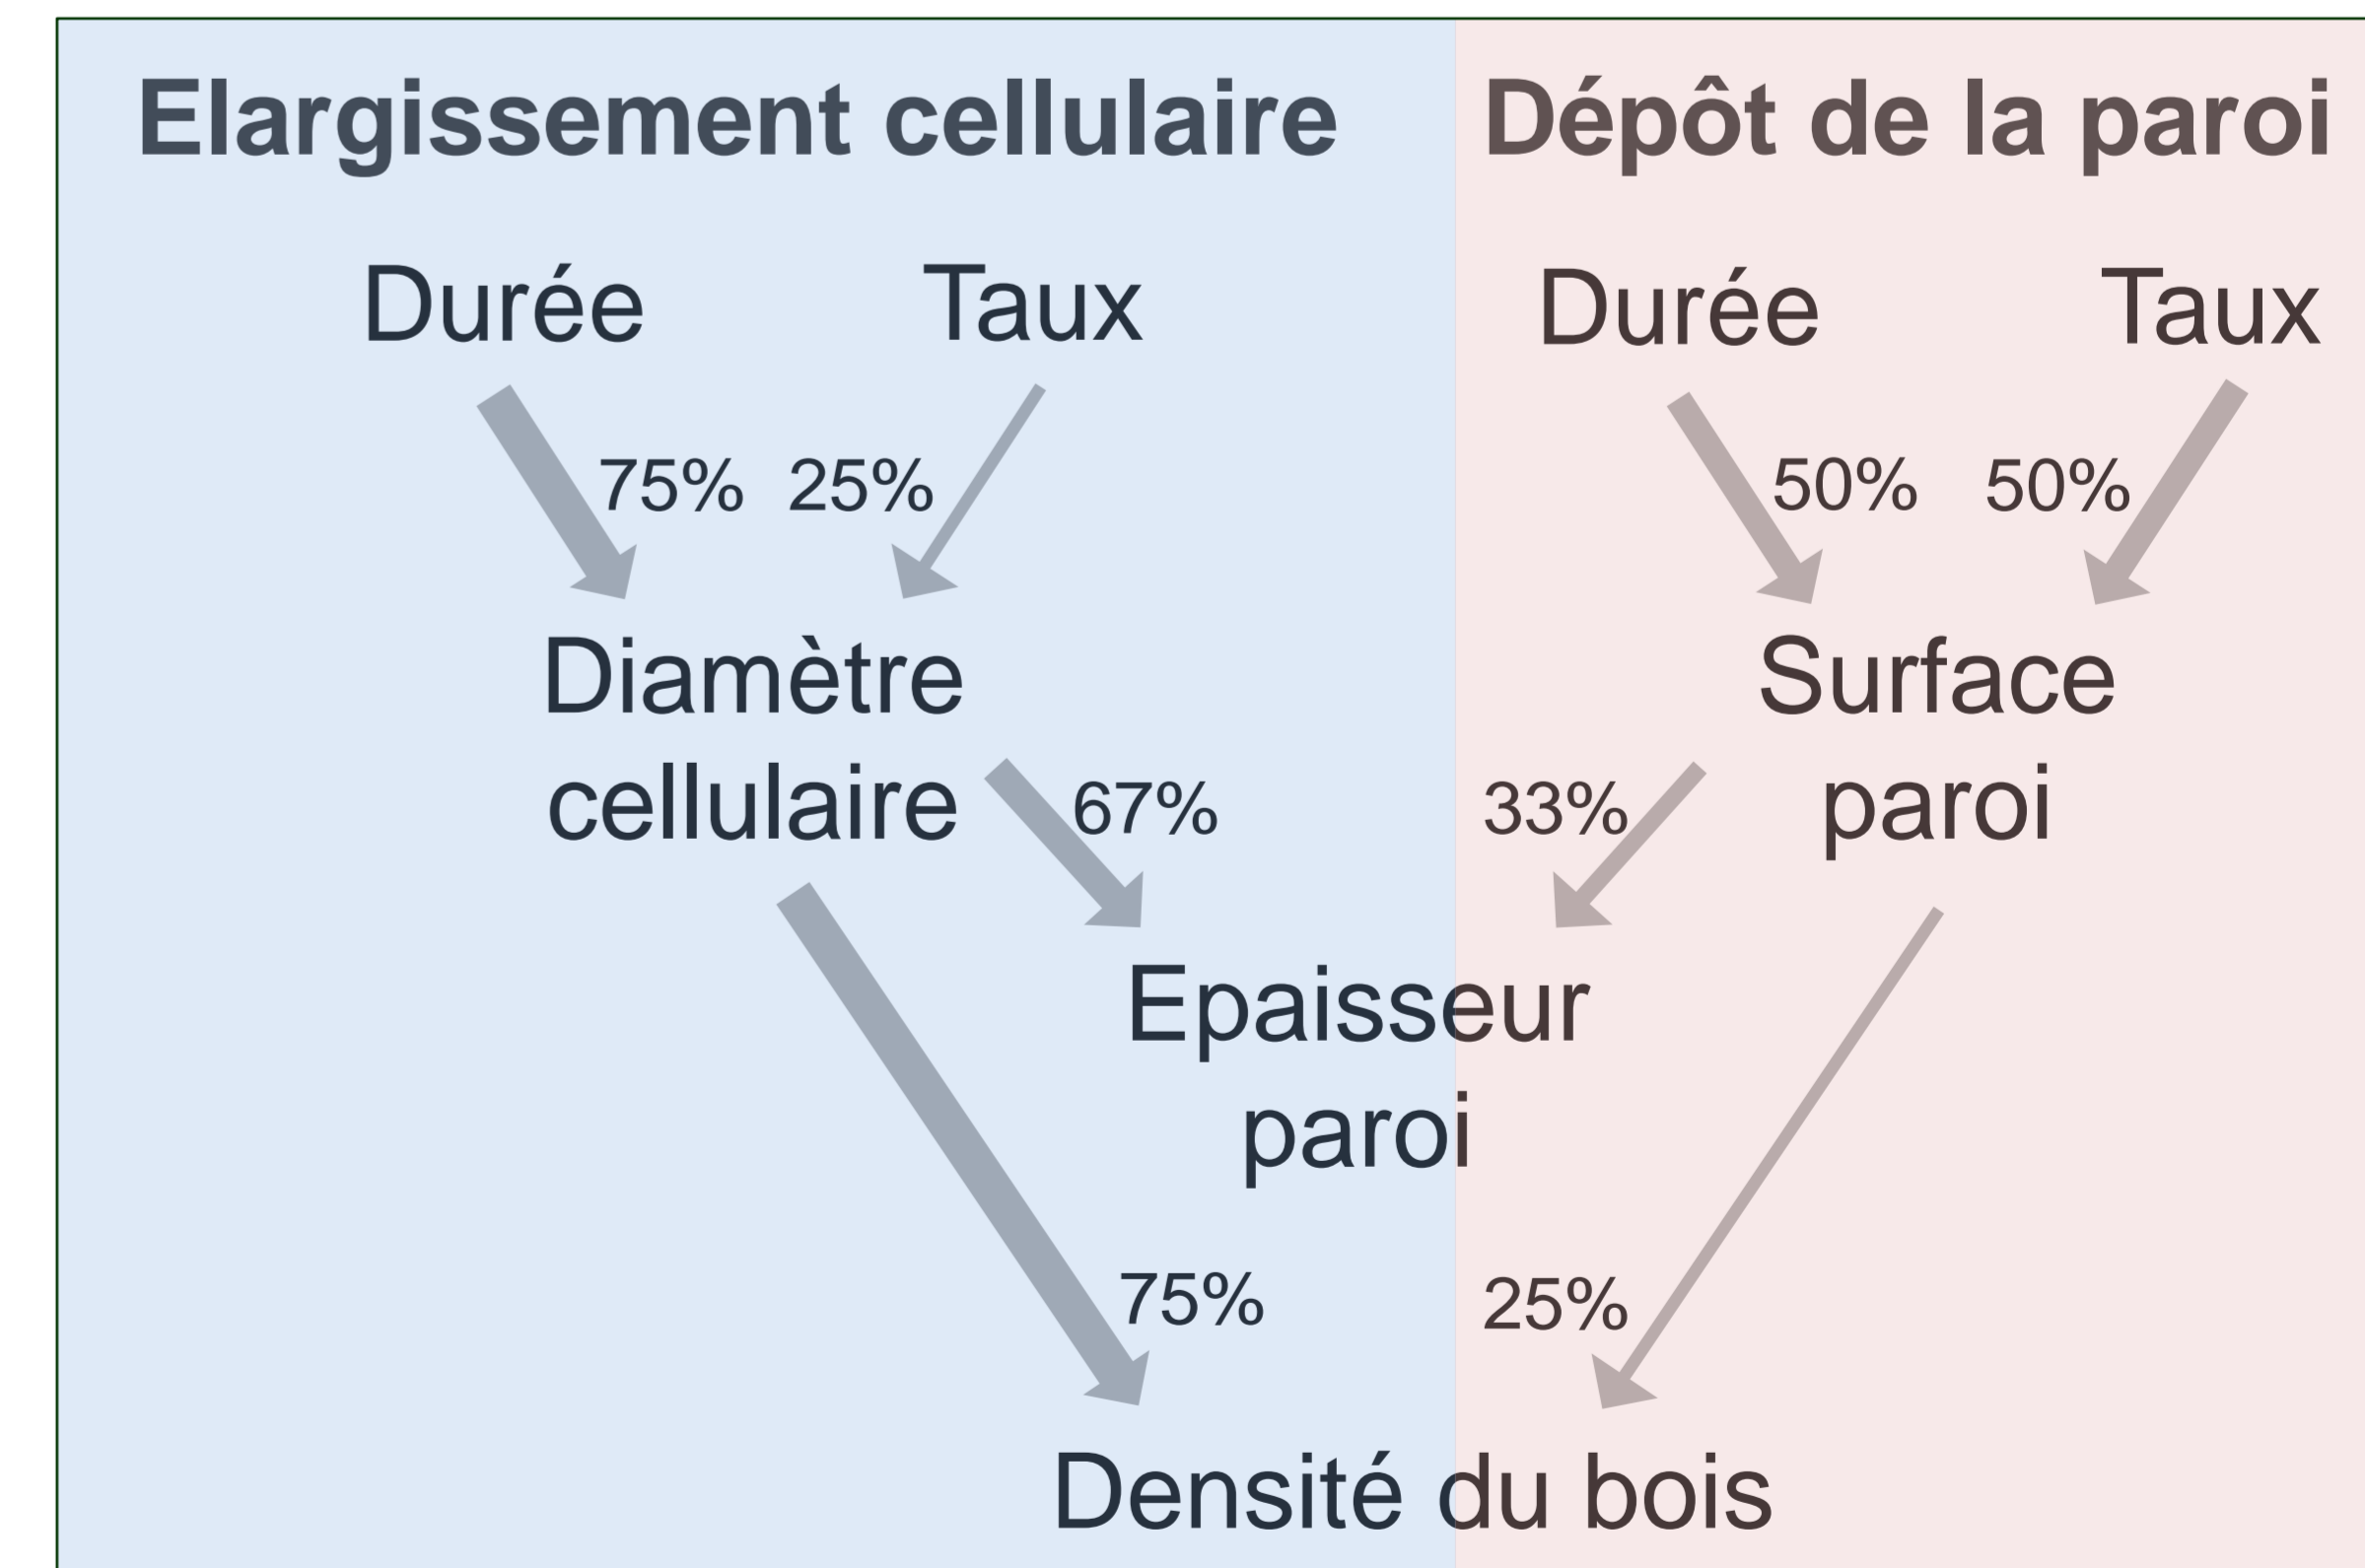 Elargissement cellulaire
Dépôt de la paroi
Durée
Taux
Durée
Taux
75%
25%
50%
50%
Diamètre
cellulaire
Surface
paroi
67%
33%
Epaisseur
paroi
75%
25%
Densité du bois